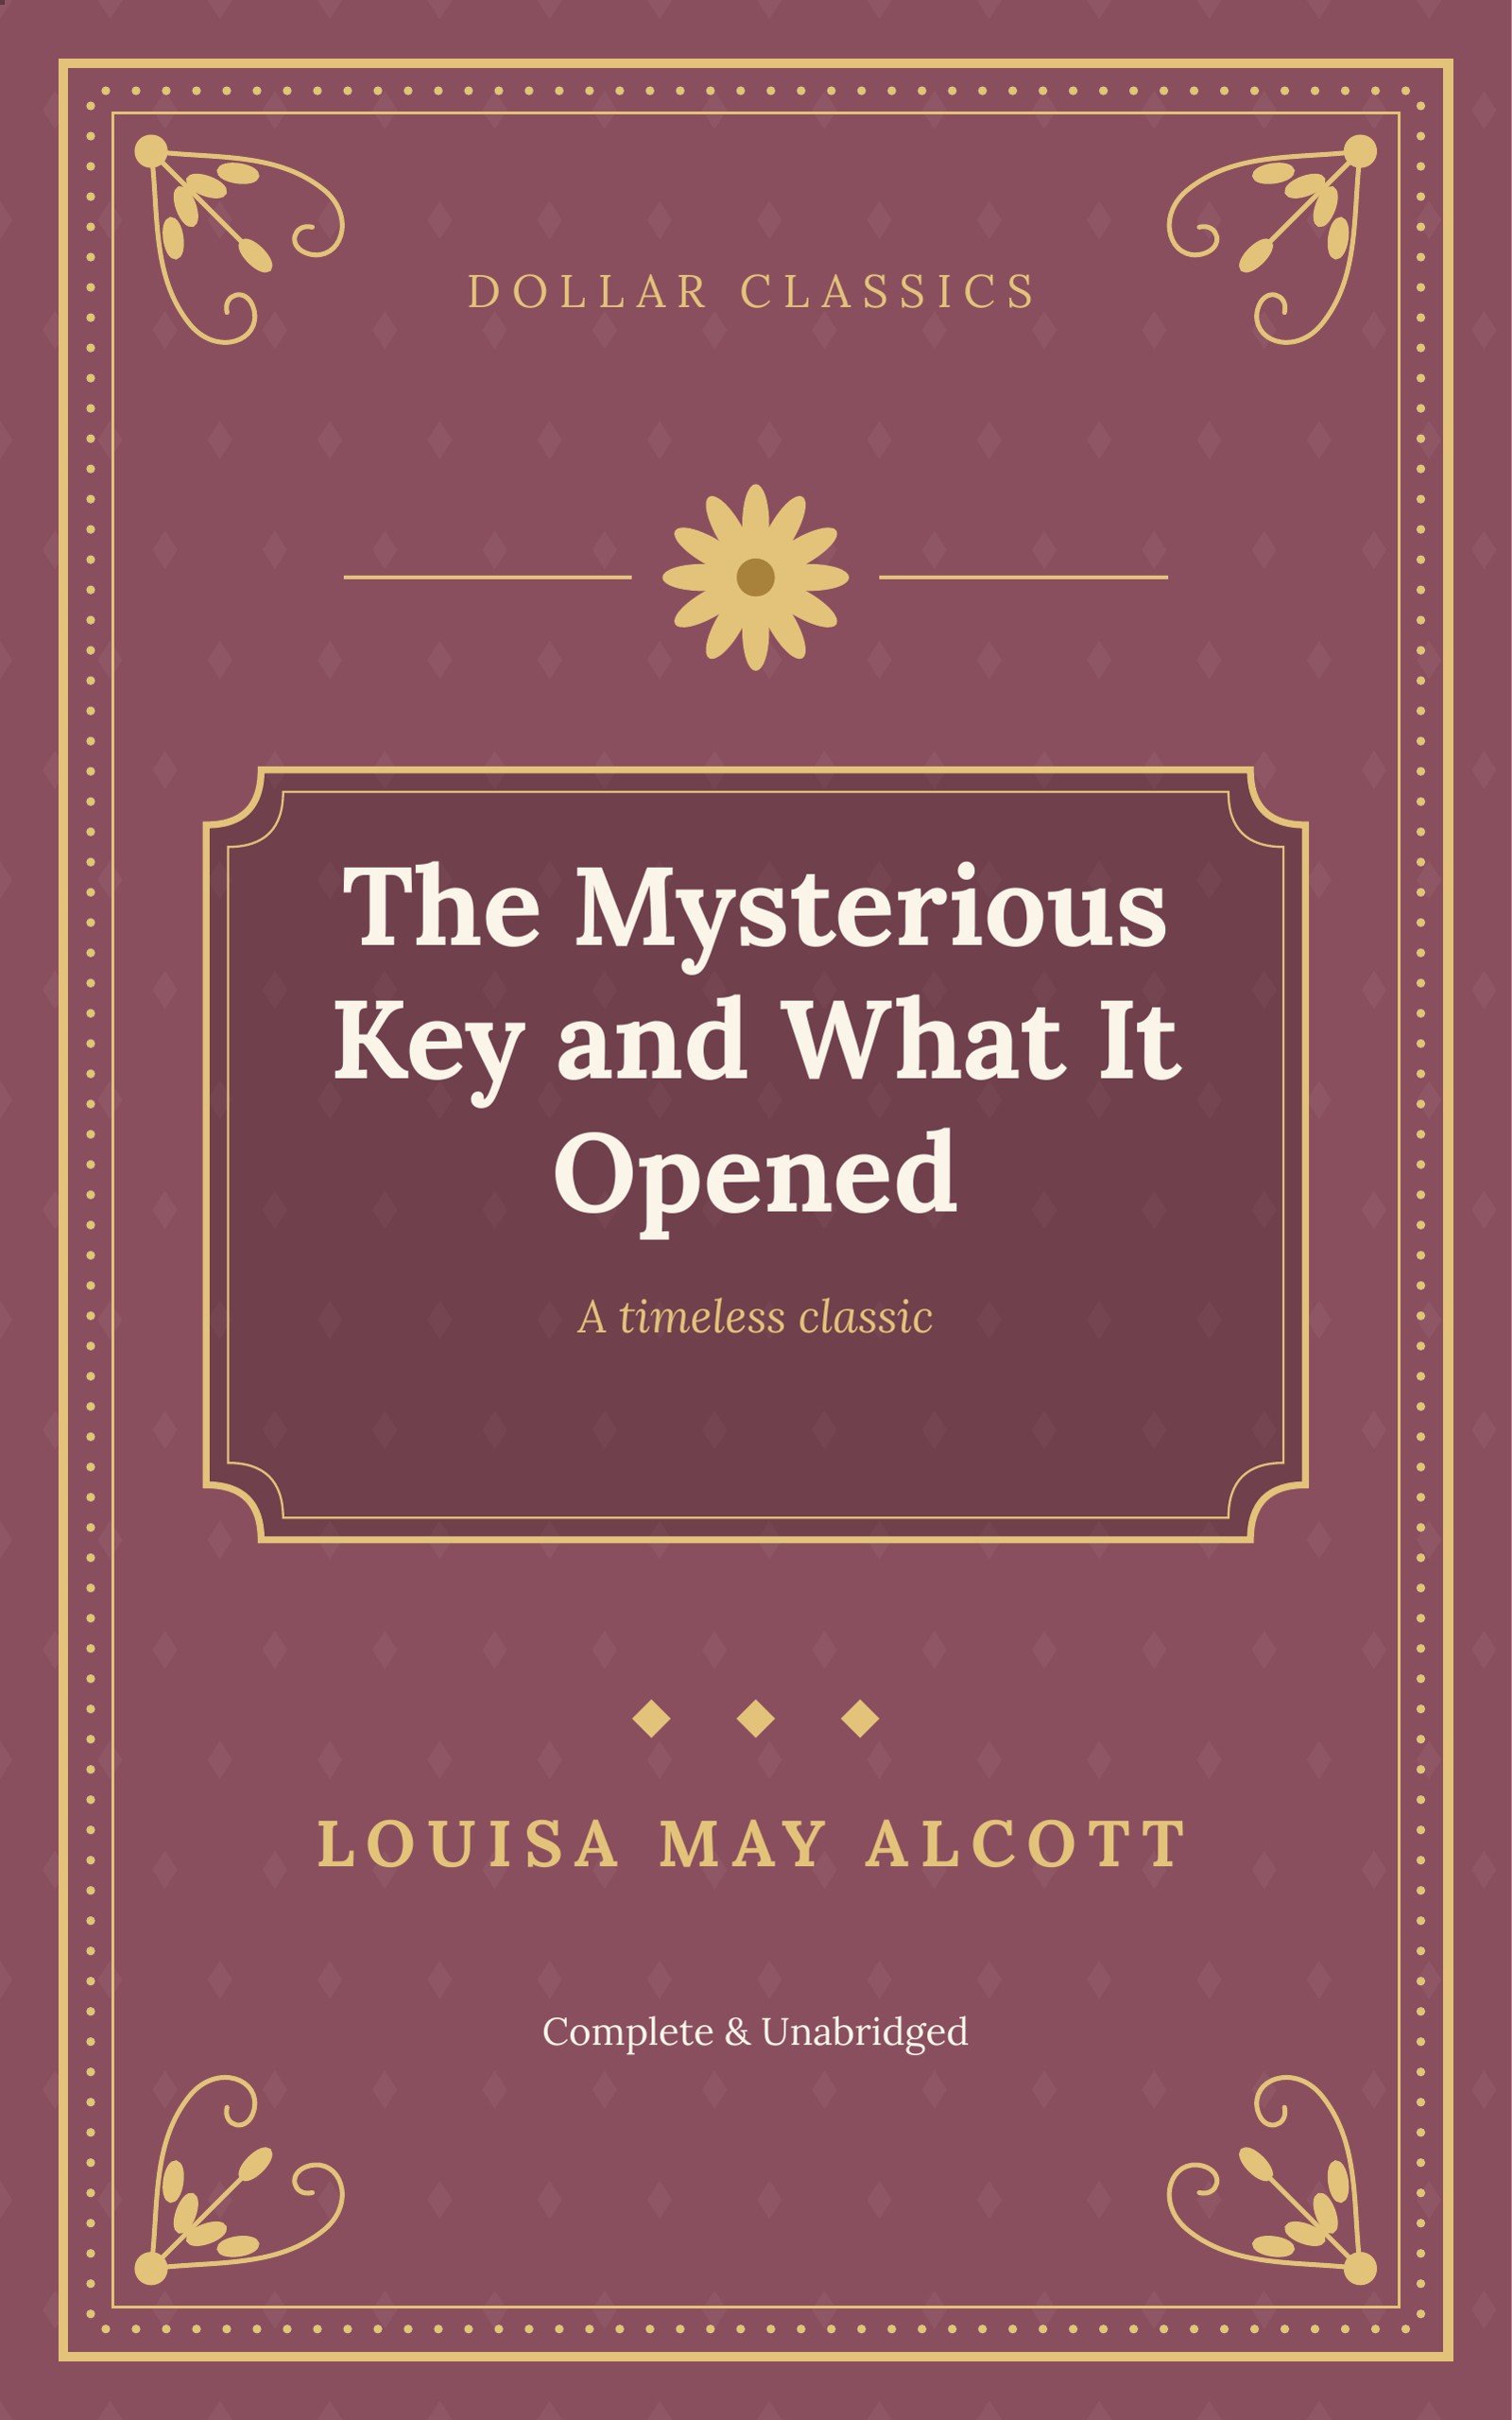 DOLLAR CLASSICS
The Mysterious
Key and What It
Opened
A timeless classic
LOUISA MAY ALCOTT
Complete & Unabridged